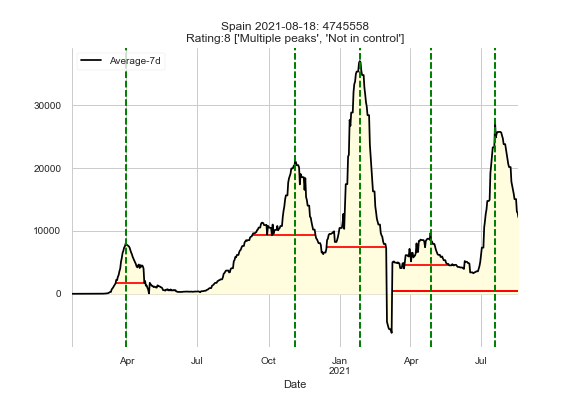 Spain 2021-08-18: 4745558
Rating:8 ['Multiple peaks', 'Not in control']
Average-7d
30000
20000
10000
0
Apr
Jul
Oct
Jan
2021
Apr
Jul
Date